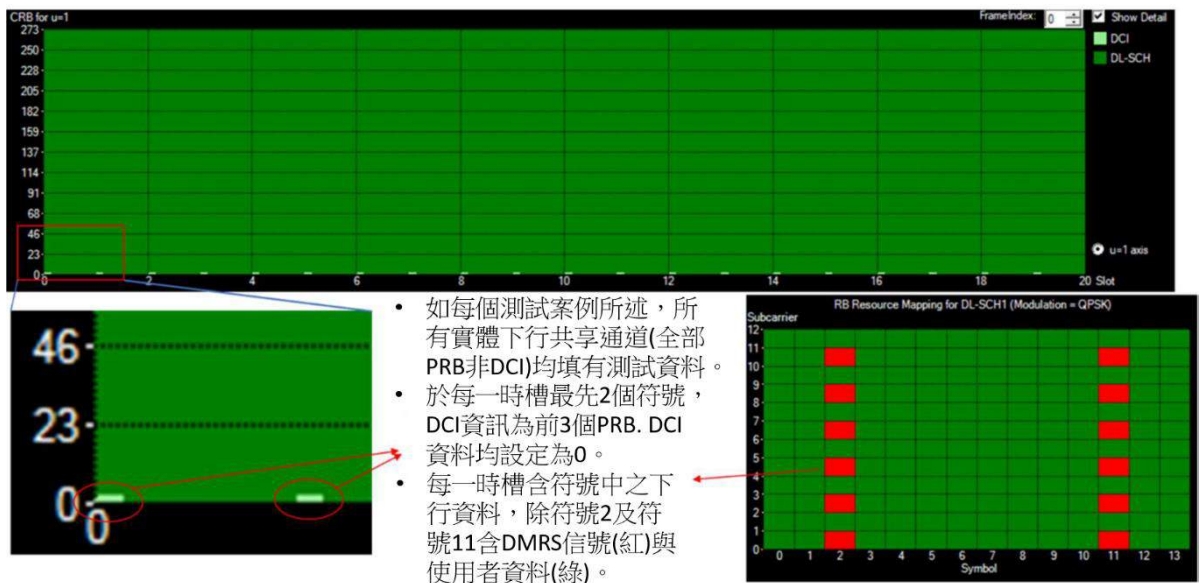 CRB for u=1
FrameIndex: 0
Show Detail
DCI
DL-SCH
273
250
228
205
182
159
137
114
91
68
46
23
0
0 2 4 6 8 10 12 14 16 18 20 Slot
u=1 axis
46
23
0
0
• 如每個測試案例所述，所
有實體下行共享通道(全部
PRB非DCI)均填有測試資料。
• 於每一時槽最先2個符號，
DCI資訊為前3個PRB. DCI
資料均設定為0。
• 每一時槽含符號中之下
行資料，除符號2及符
號11含DMRS信號(紅)與
使用者資料(綠)。
RB Resource Mapping for DL-SCH1 (Modulation = QPSK)
Subcarrier
12
11
10
9
8
7
6
5
4
3
2
1
0
0 1 2 3 4 5 6 7 8 9 10 11 12 13
Symbol